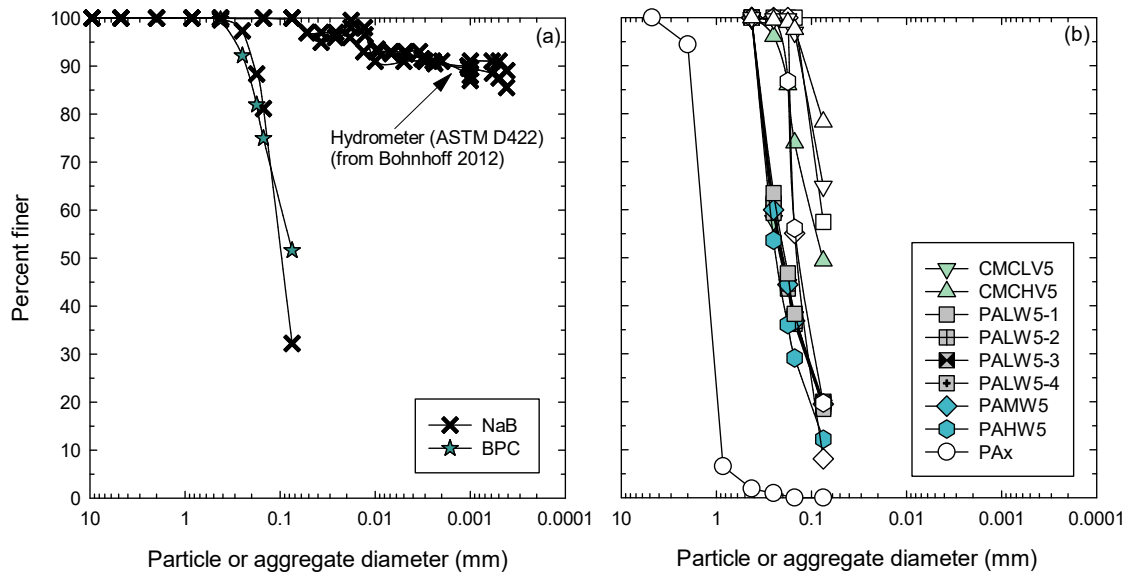 Percent finer
100
90
80
70
60
50
40
30
20
10
0
(a)
Hydrometer (ASTM D422)
(from Bohnhoff 2012)
NaB
BPC
10 1 0.1 0.01 0.001 0.0001
Particle or aggregate diameter (mm)
(b)
CMCLV5
CMCHV5
PALW5-1
PALW5-2
PALW5-3
PALW5-4
PAMW5
PAHW5
PAx
10 1 0.1 0.01 0.001 0.0001
Particle or aggregate diameter (mm)